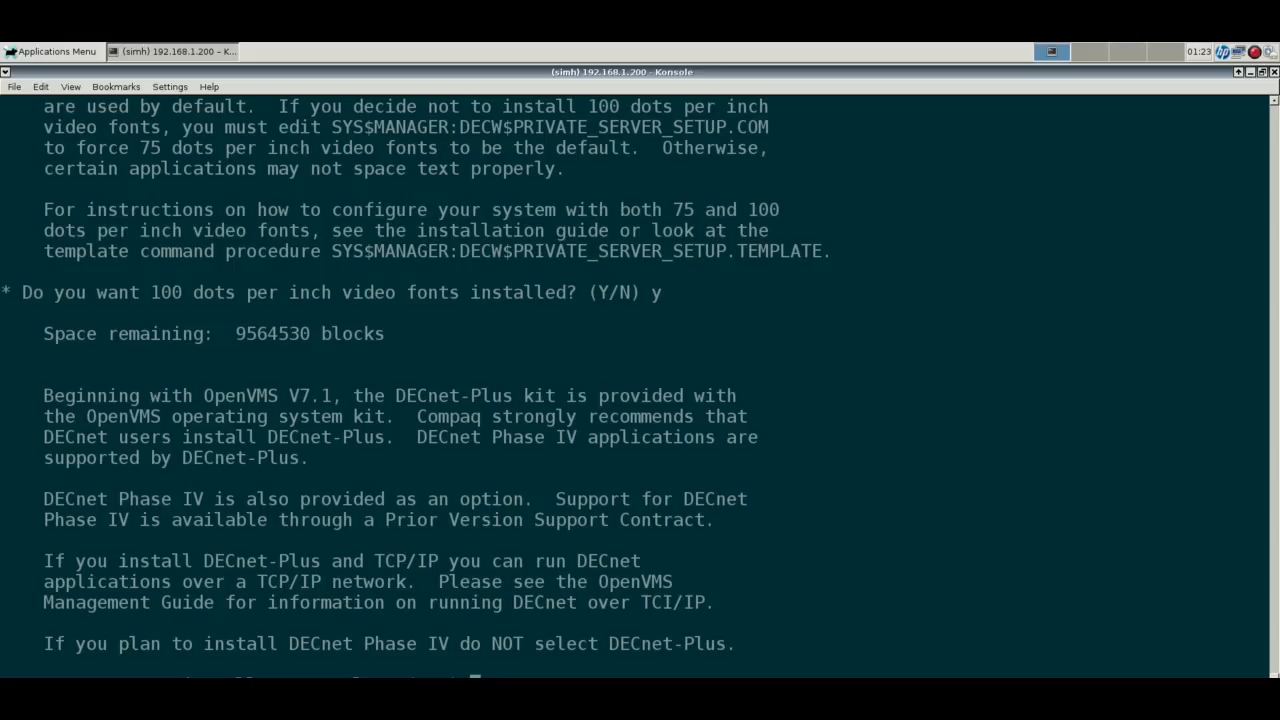 Applications Menu
(simh) 192.168.1.200 – K...
01:23
(simh) 192.168.1.200 – Konsole
File Edit View Bookmarks Settings Help
are used by default.  If you decide not to install 100 dots per inch
video fonts, you must edit SYS$MANAGER:DECW$PRIVATE_SERVER_SETUP.COM
to force 75 dots per inch video fonts to be the default.  Otherwise,
certain applications may not space text properly.
For instructions on how to configure your system with both 75 and 100
dots per inch video fonts, see the installation guide or look at the
template command procedure SYS$MANAGER:DECW$PRIVATE_SERVER_SETUP.TEMPLATE.
* Do you want 100 dots per inch video fonts installed? (Y/N) y
Space remaining:  9564530 blocks
Beginning with OpenVMS V7.1, the DECnet-Plus kit is provided with
the OpenVMS operating system kit.  Compaq strongly recommends that
DECnet users install DECnet-Plus.  DECnet Phase IV applications are
supported by DECnet-Plus.
DECnet Phase IV is also provided as an option.  Support for DECnet
Phase IV is available through a Prior Version Support Contract.
If you install DECnet-Plus and TCP/IP you can run DECnet
applications over a TCP/IP network.  Please see the OpenVMS
Management Guide for information on running DECnet over TCI/IP.
If you plan to install DECnet Phase IV do NOT select DECnet-Plus.